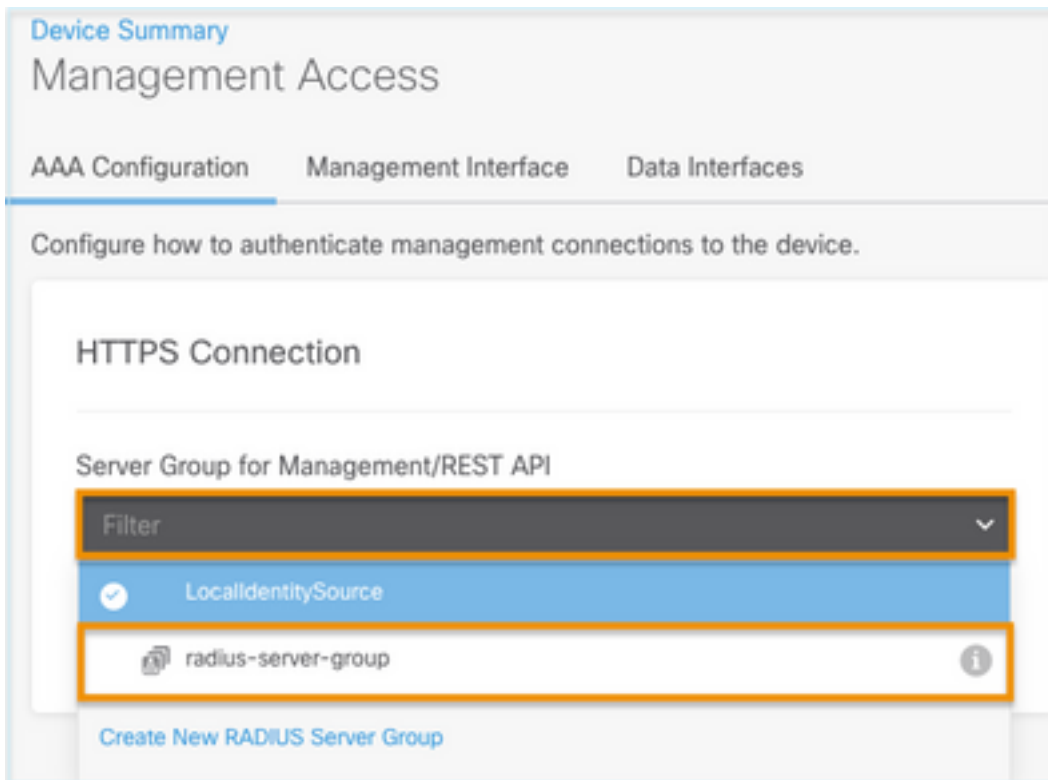 Device Summary
Management Access
AAA Configuration Management Interface Data Interfaces
Configure how to authenticate management connections to the device.
HTTPS Connection
Server Group for Management/REST API
Filter
LocalIdentitySource
radius-server-group
Create New RADIUS Server Group